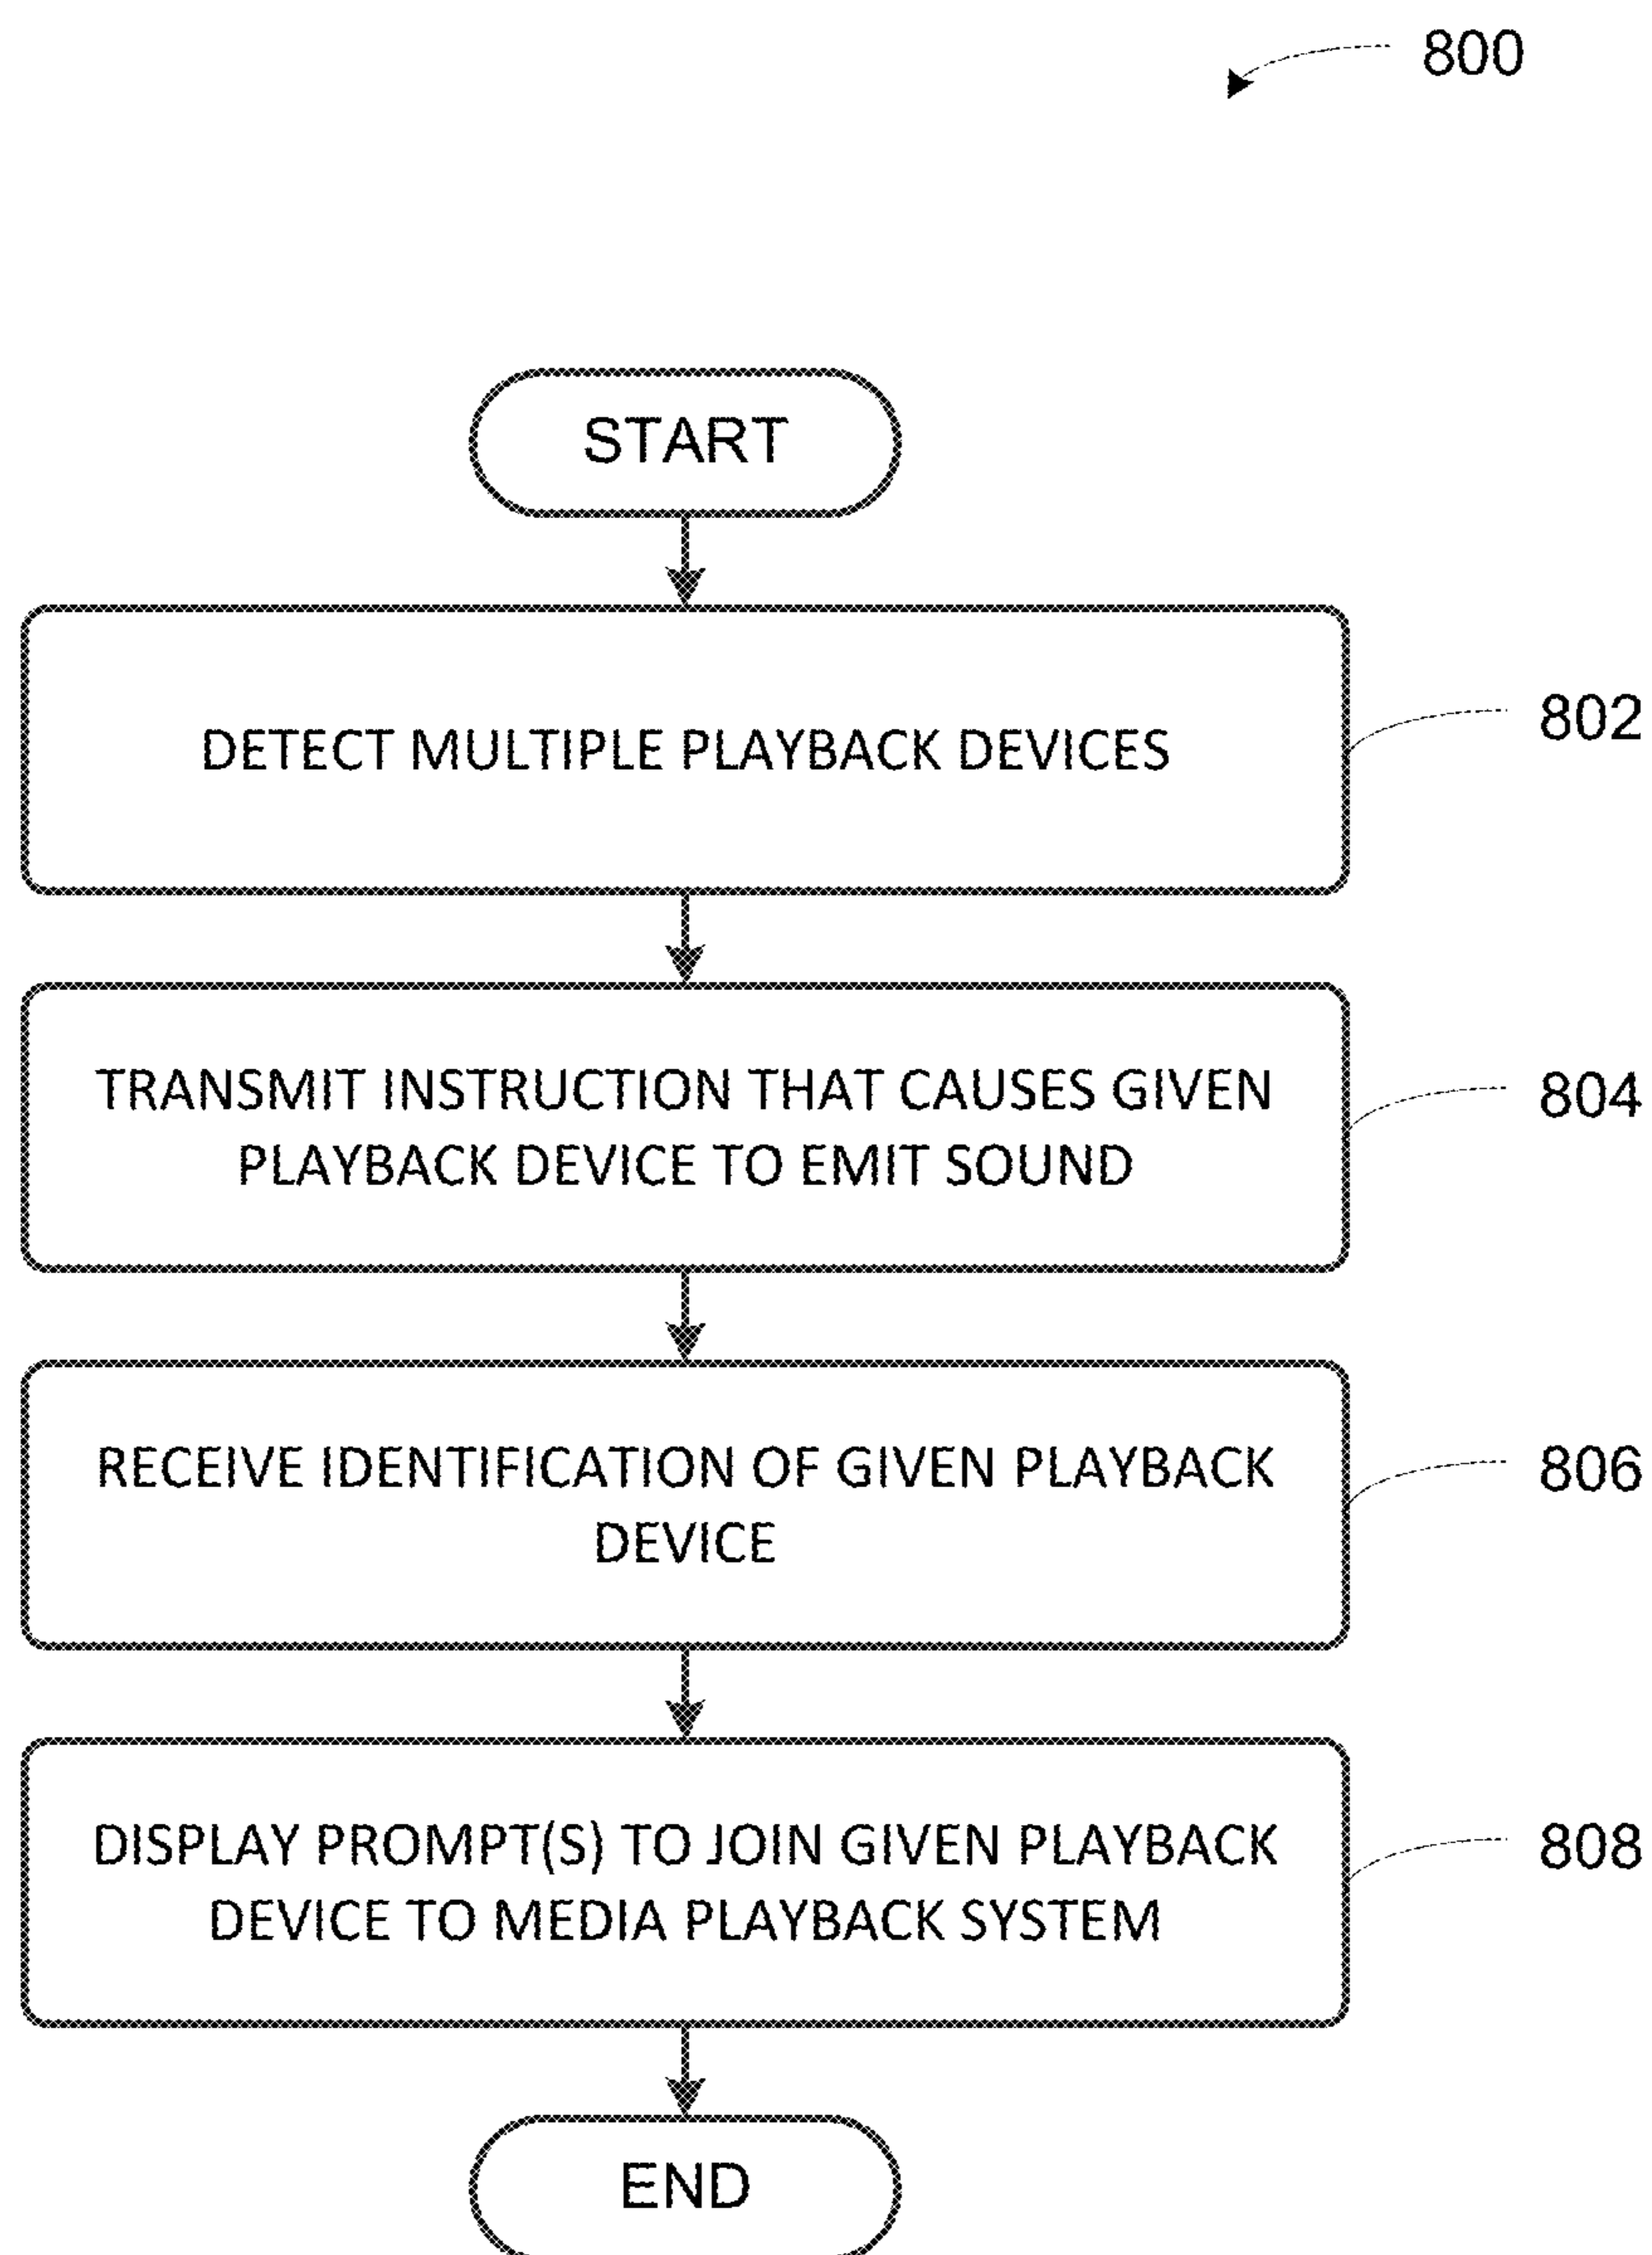 800
START
DETECT MULTIPLE PLAYBACK DEVICES
802
TRANSMIT INSTRUCTION THAT CAUSES GIVEN
PLAYBACK DEVICE TO EMIT SOUND
804
RECEIVE IDENTIFICATION OF GIVEN PLAYBACK
DEVICE
806
DISPLAY PROMPT(S) TO JOIN GIVEN PLAYBACK
DEVICE TO MEDIA PLAYBACK SYSTEM
808
END